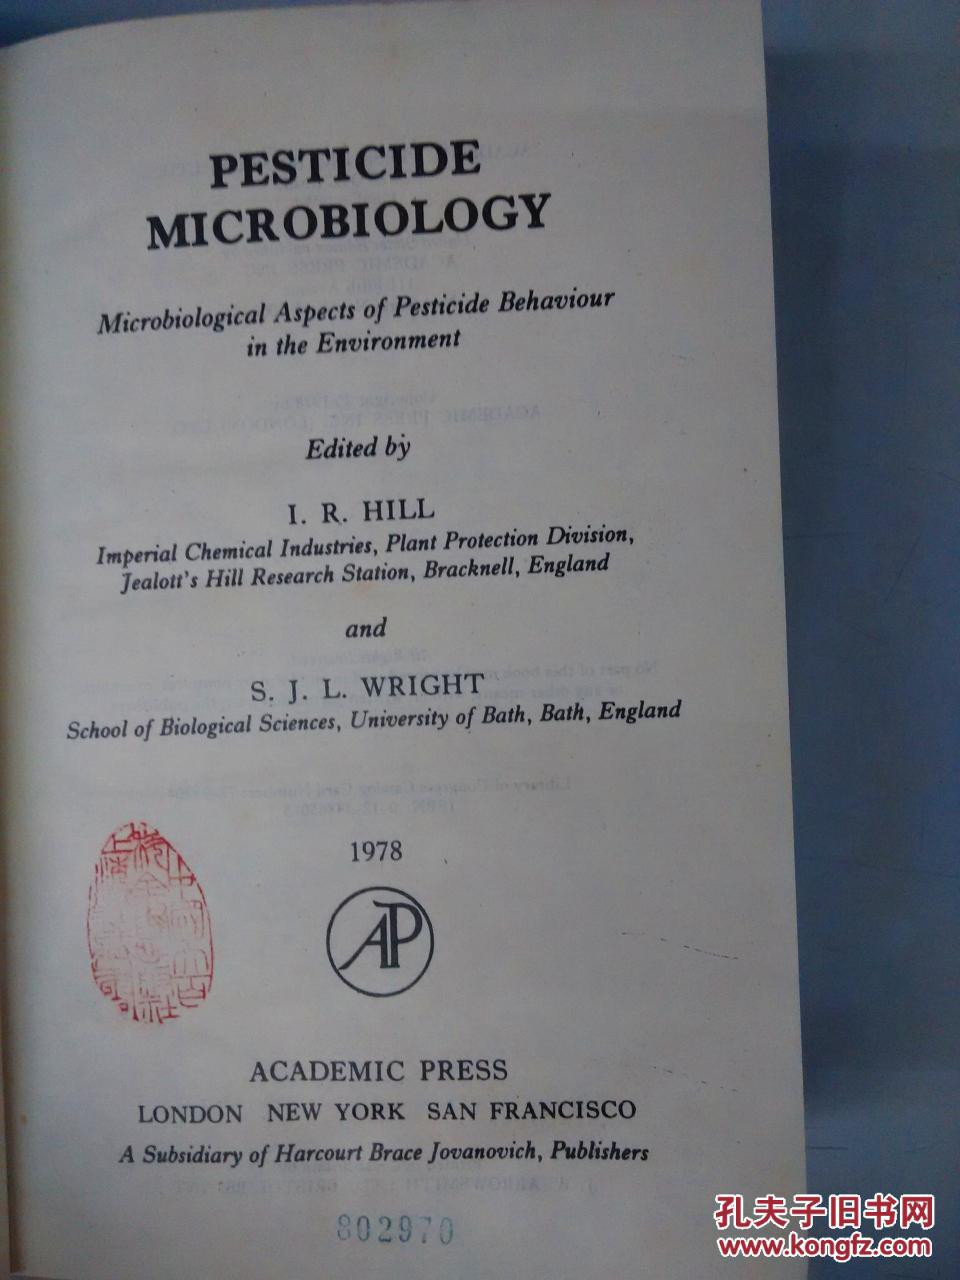 PESTICIDE
MICROBIOLOGY
Microbiological Aspects of Pesticide Behaviour
in the Environment
Edited by
I. R. HILL
Imperial Chemical Industries, Plant Protection Division,
Jealott's Hill Research Station, Bracknell, England
and
S. J. L. WRIGHT
School of Biological Sciences, University of Bath, Bath, England
1978
AP
ACADEMIC PRESS
LONDON NEW YORK SAN FRANCISCO
A Subsidiary of Harcourt Brace Jovanovich, Publishers
802970
孔夫子旧书网
www.kongfz.com